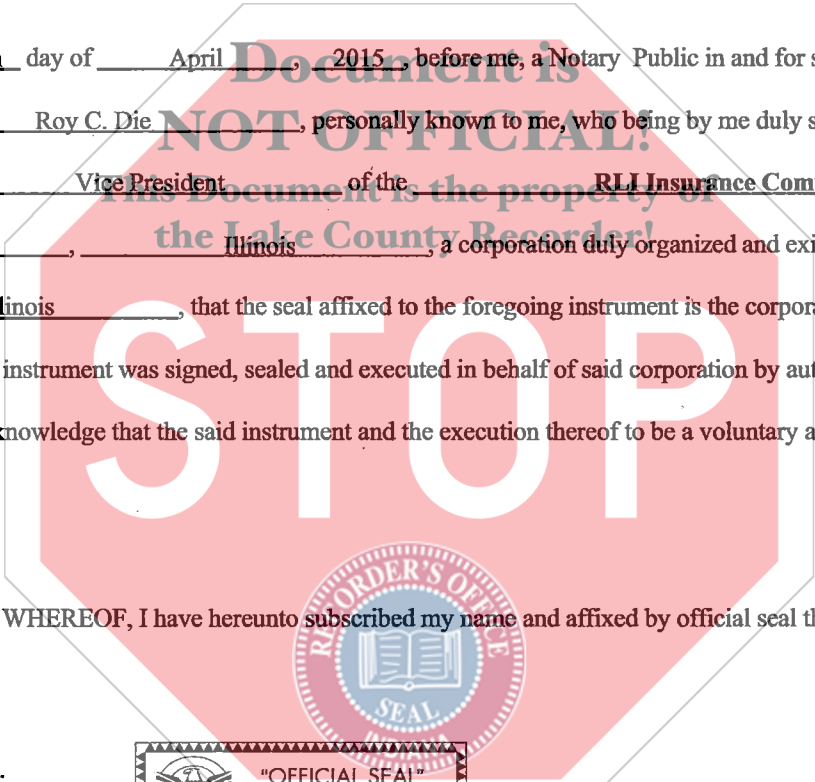 day of April, 2015, before me, a Notary Public in and for s
Document is
Roy C. Die, personally known to me, who being by me duly s
NOT OFFICIAL!
Vice President of the RLI Insurance Com
This Document is the property of
, Illinois, a corporation duly organized and exi
the Lake County Recorder!
linois, that the seal affixed to the foregoing instrument is the corpora
STOP
instrument was signed, sealed and executed in behalf of said corporation by aut
knowledge that the said instrument and the execution thereof to be a voluntary a
RECORDER'S OFFICE
WHEREOF, I have hereunto subscribed my name and affixed by official seal th
SEAL
INDIANA
"OFFICIAL SEAL"